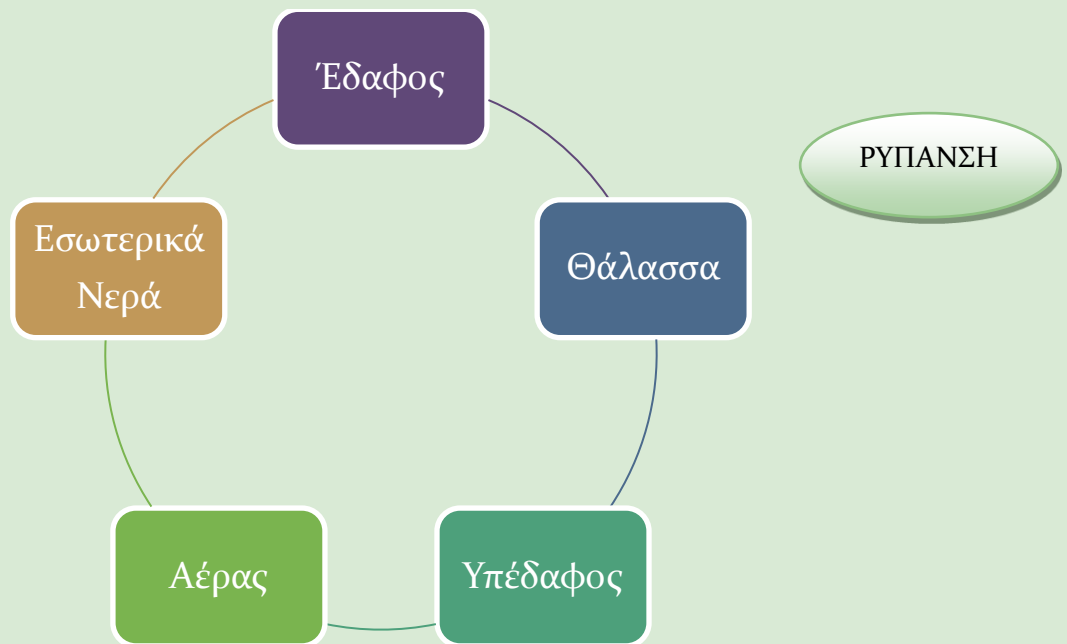 Έδαφος
ΡΥΠΑΝΣΗ
Εσωτερικά
Νερά
Θάλασσα
Αέρας
Υπέδαφος